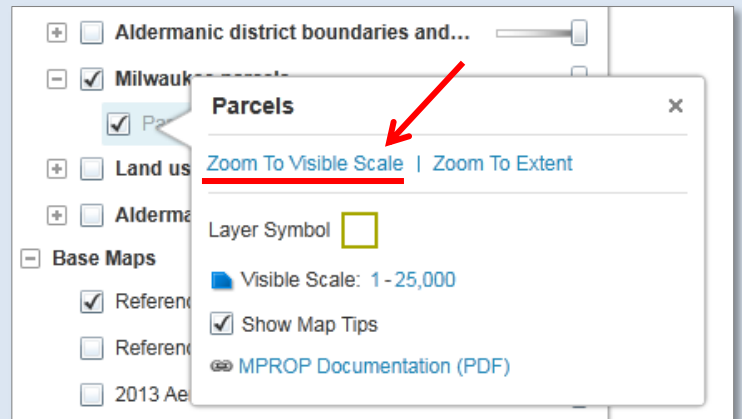 Aldermanic district boundaries and...
Milwaukee parcels
Parcels
Zoom To Visible Scale | Zoom To Extent
Land us
Layer Symbol
Alderma
Base Maps
Visible Scale: 1 - 25,000
Referen
Show Map Tips
Referen
MPROP Documentation (PDF)
2013 Ae